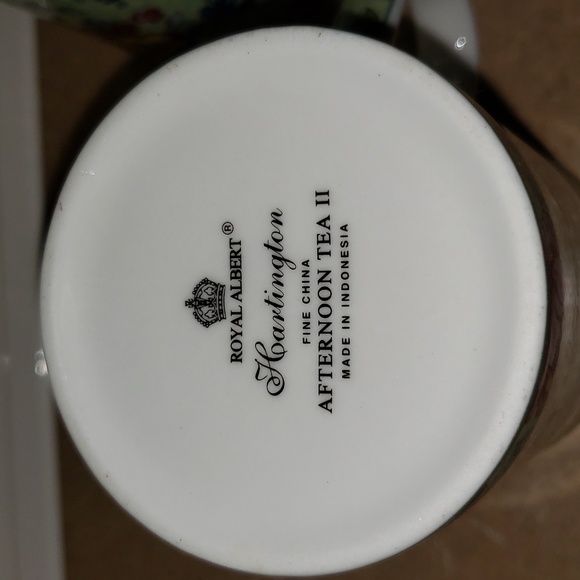 ROYAL ALBERT®
Hartington
FINE CHINA
AFTERNOON TEA II
MADE IN INDONESIA